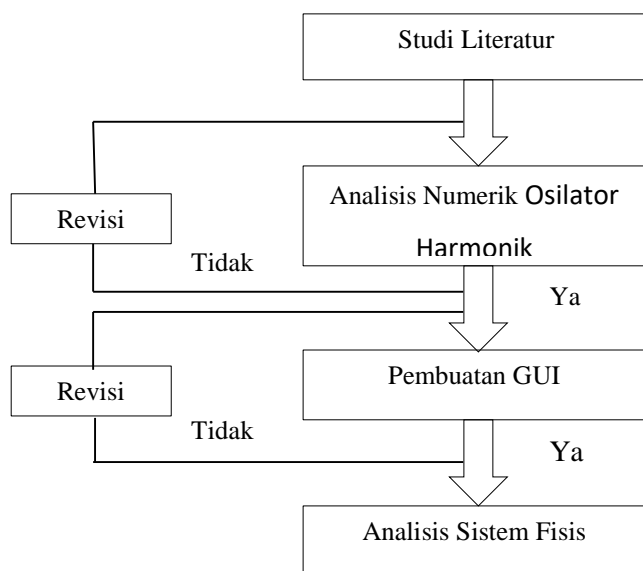 Studi Literatur
Analisis Numerik Osilator
Harmonik
Revisi
Tidak
Ya
Pembuatan GUI
Revisi
Tidak
Ya
Analisis Sistem Fisis